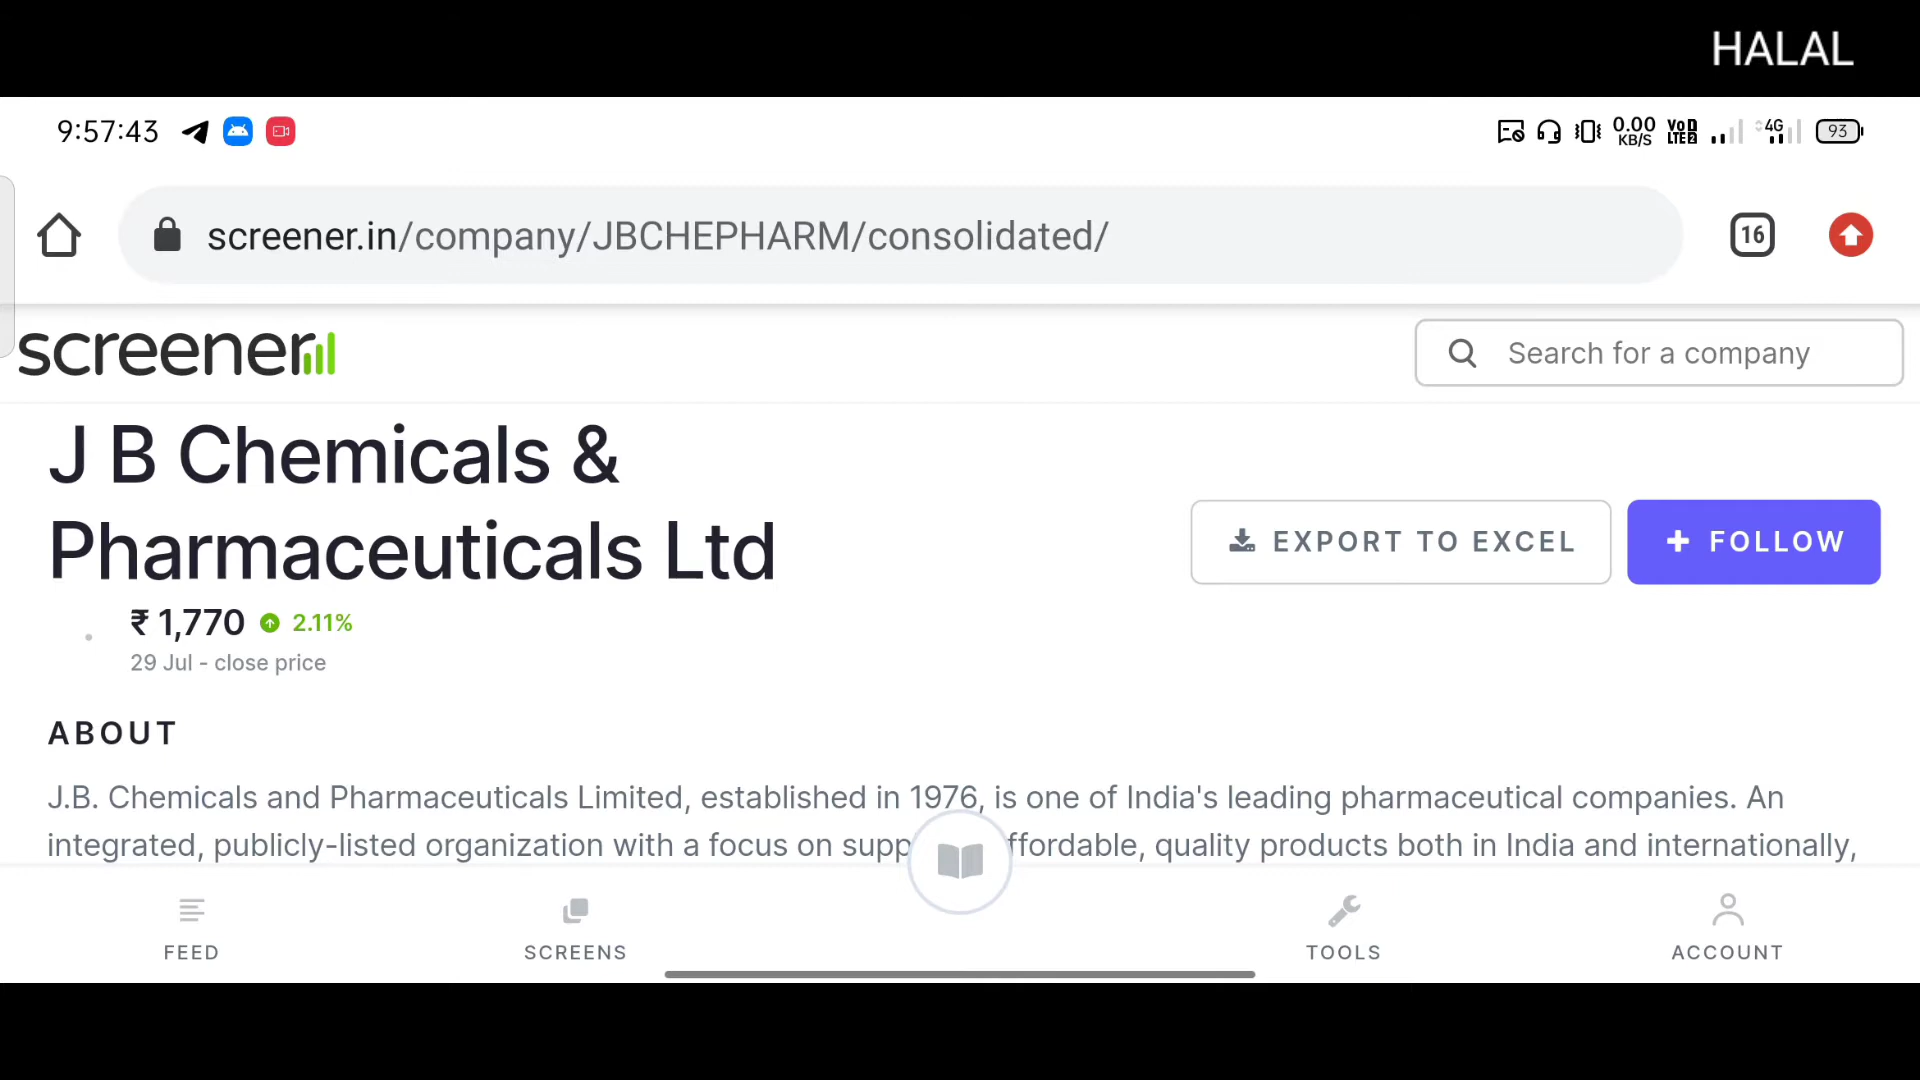 HALAL
9:57:43
0.00 KB/S
VoD LTE 2
4G
93
screener.in/company/JBCHEPHARM/consolidated/
16
screener
Search for a company
J B Chemicals &
Pharmaceuticals Ltd
EXPORT TO EXCEL
+ FOLLOW
₹ 1,770 2.11%
29 Jul - close price
ABOUT
J.B. Chemicals and Pharmaceuticals Limited, established in 1976, is one of India's leading pharmaceutical companies. An
integrated, publicly-listed organization with a focus on supp ffordable, quality products both in India and internationally,
FEED
SCREENS
TOOLS
ACCOUNT